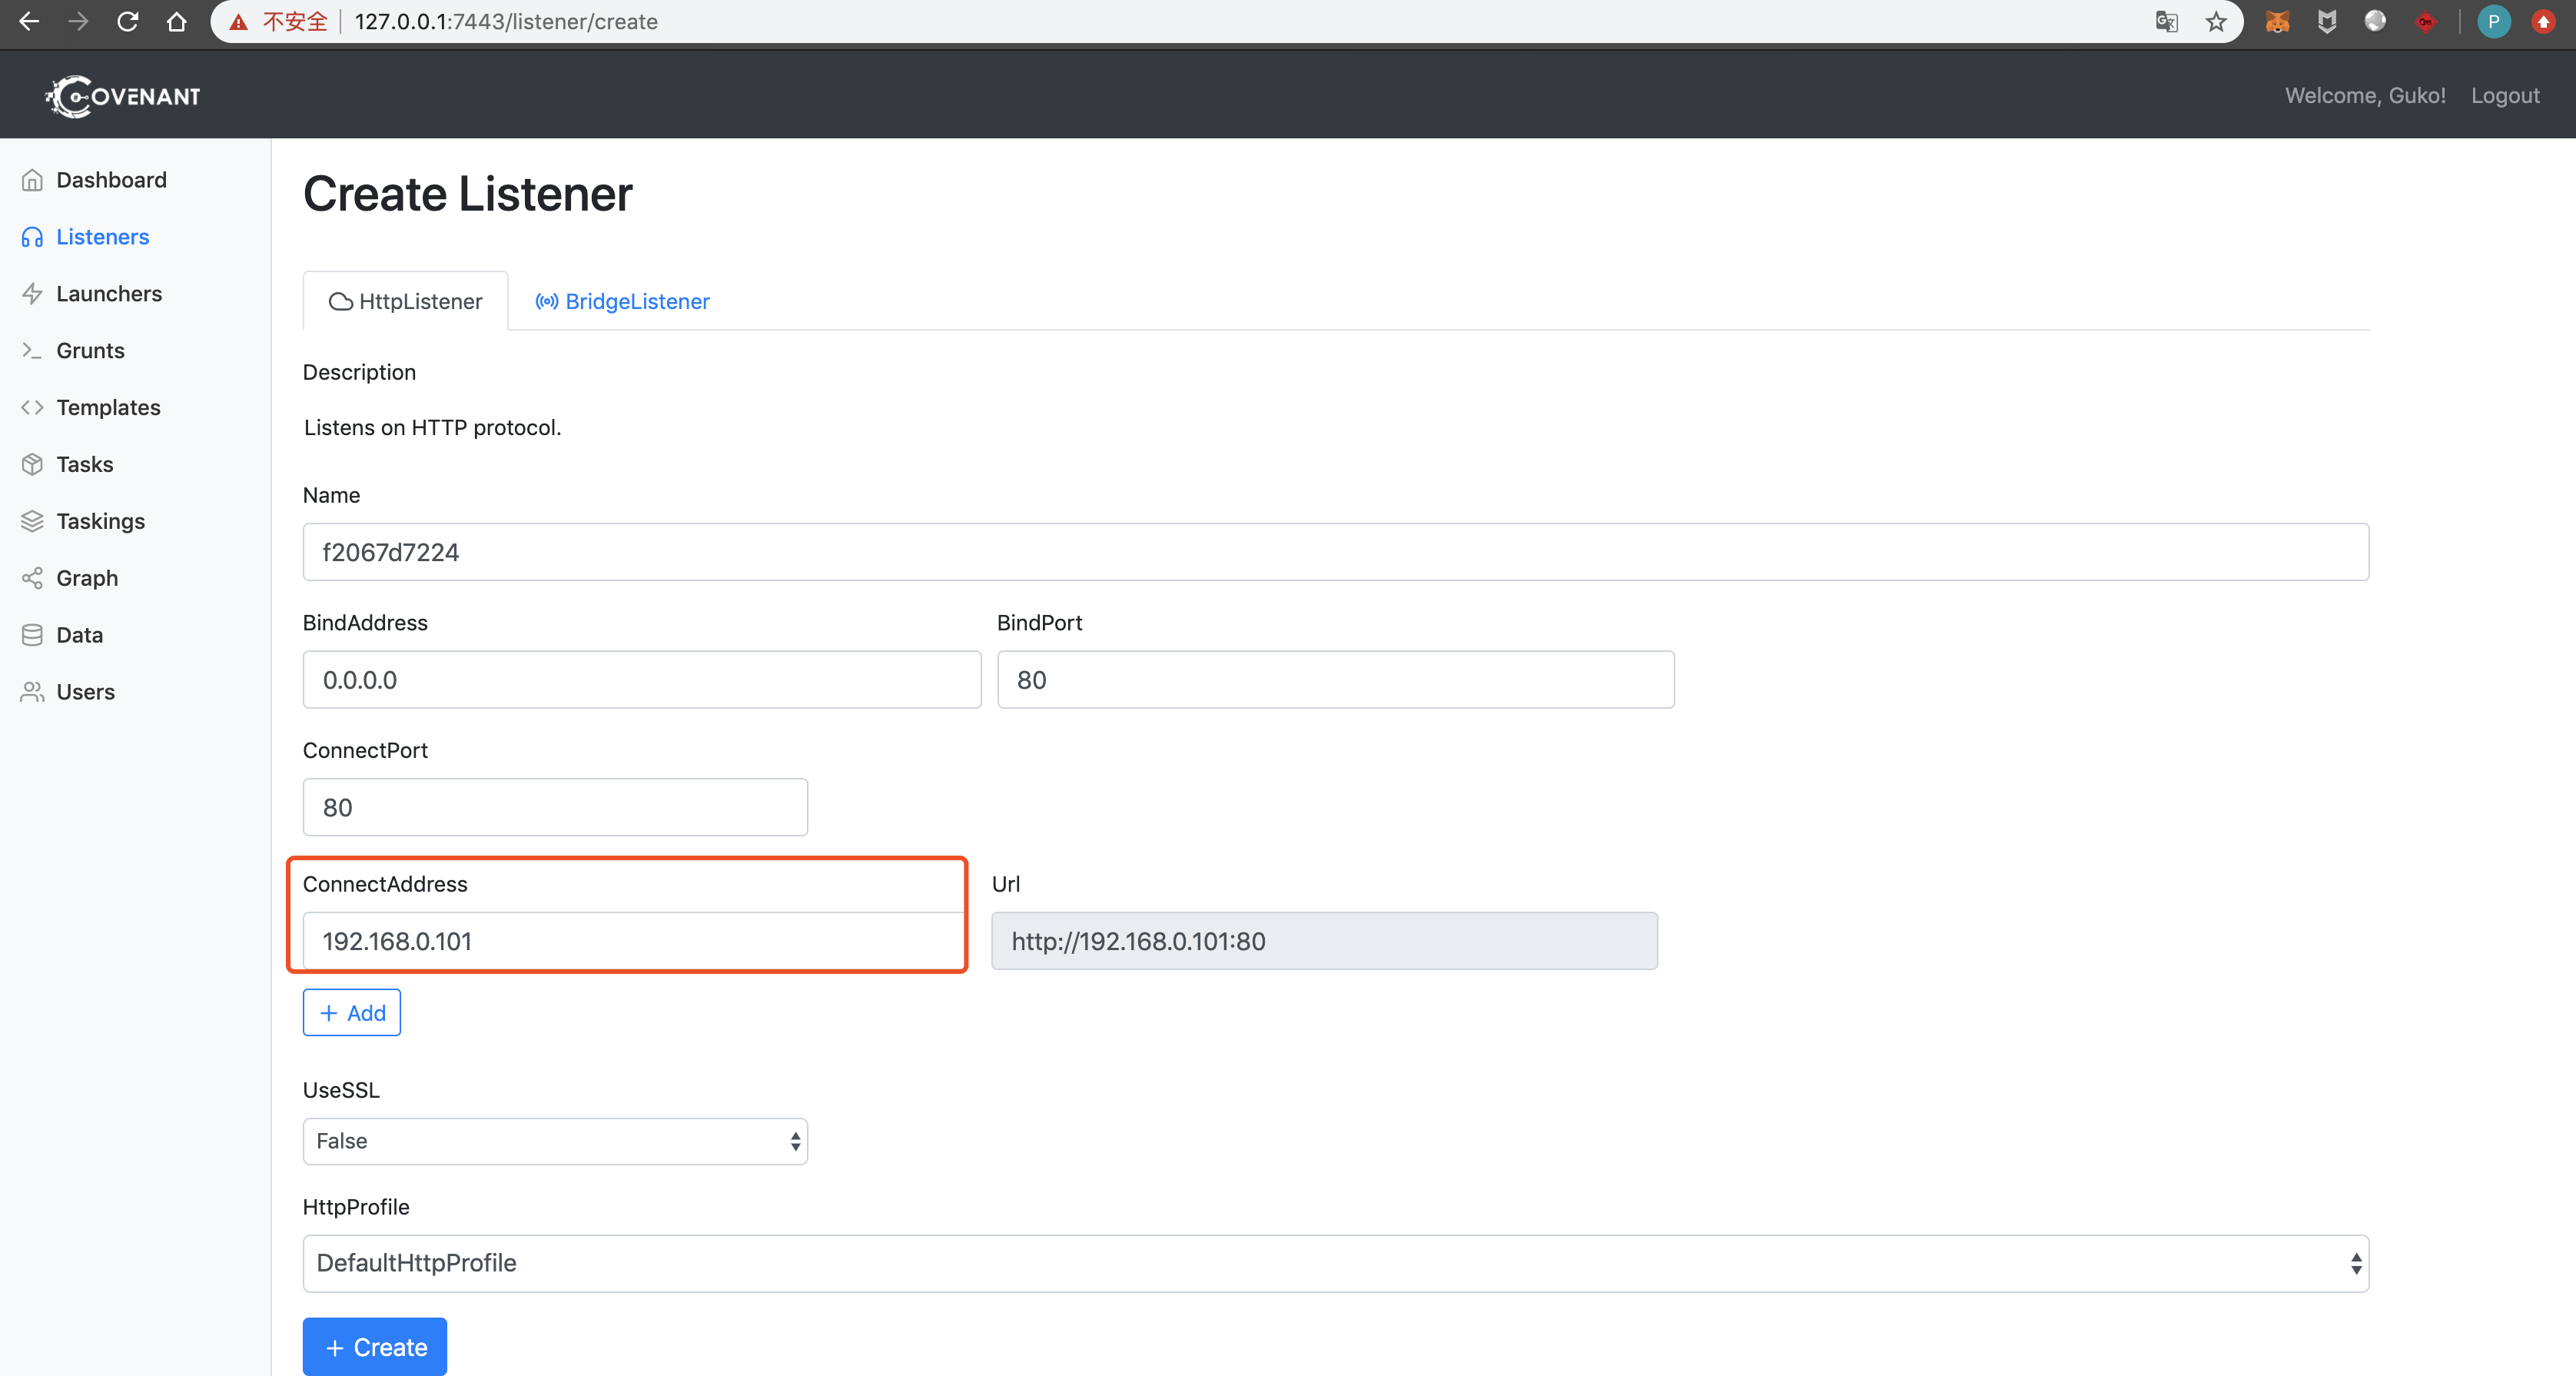 不安全 127.0.0.1:7443/listener/create P
COVENANT Welcome, Guko! Logout
Dashboard
Listeners
Launchers
Grunts
Templates
Tasks
Taskings
Graph
Data
Users
Create Listener
HttpListener BridgeListener
Description
Listens on HTTP protocol.
Name
f2067d7224
BindAddress BindPort
0.0.0.0 80
ConnectPort
80
ConnectAddress Url
192.168.0.101 http://192.168.0.101:80
+ Add
UseSSL
False
HttpProfile
DefaultHttpProfile
+ Create